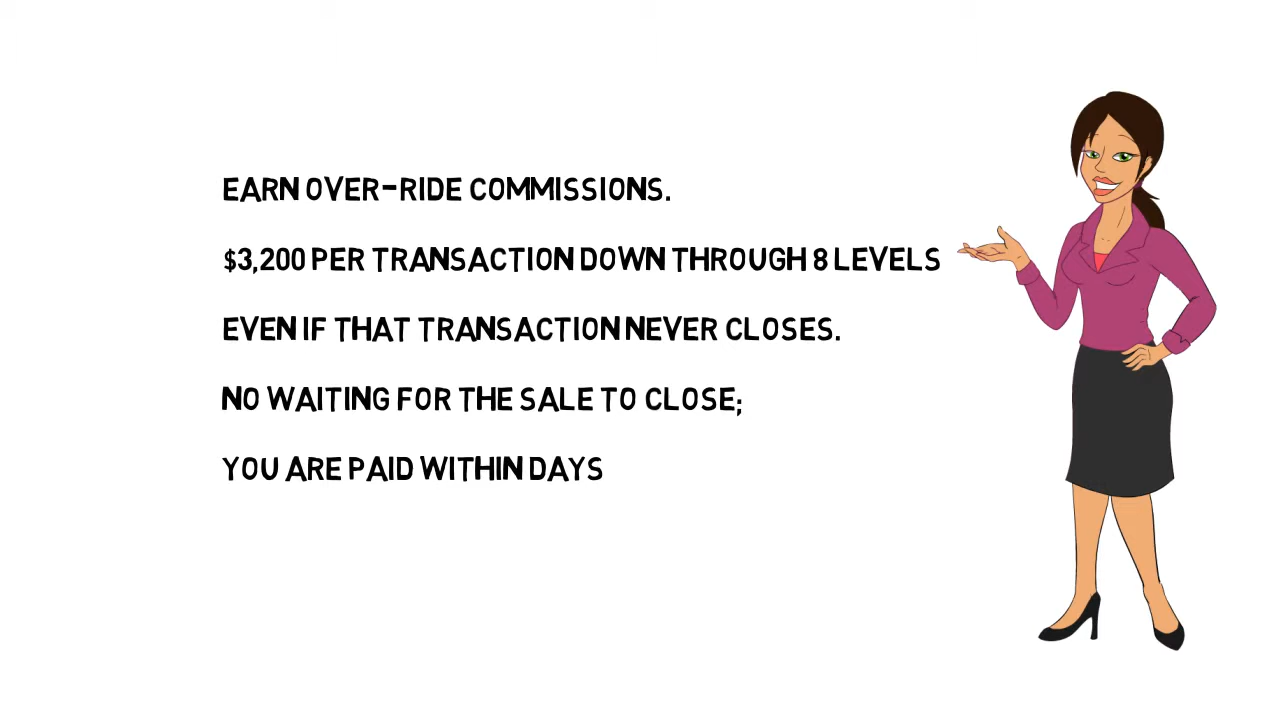 EARN OVER-RIDE COMMISSIONS.
$3,200 PER TRANSACTION DOWN THROUGH 8 LEVELS
EVEN IF THAT TRANSACTION NEVER CLOSES.
NO WAITING FOR THE SALE TO CLOSE;
YOU ARE PAID WITHIN DAYS